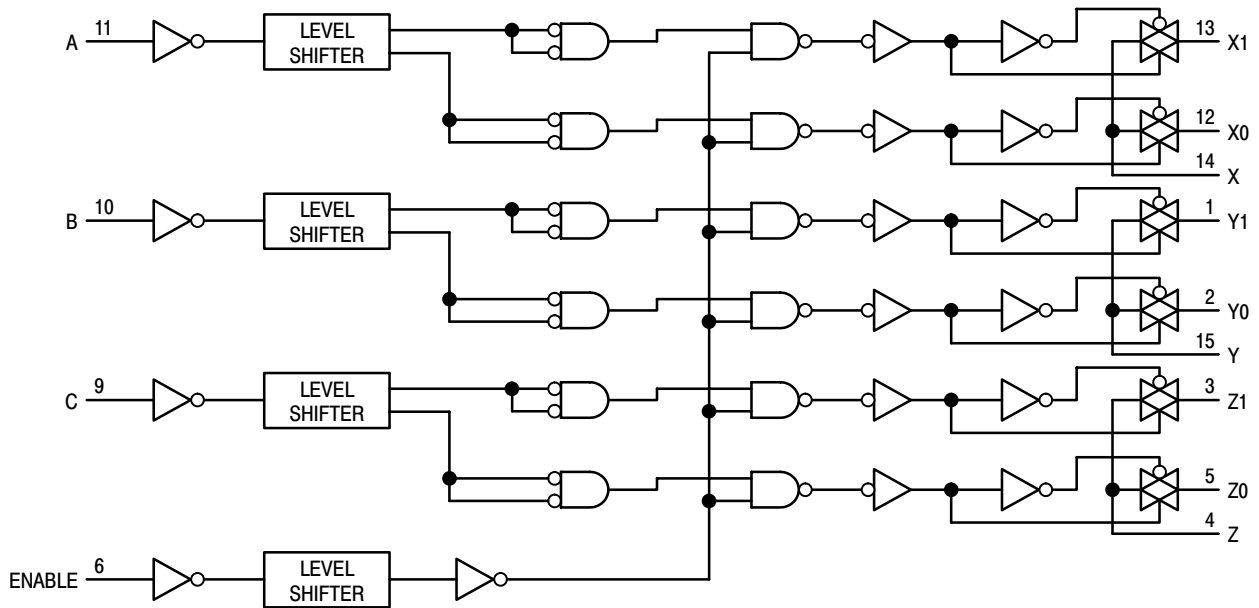 A 11 LEVEL SHIFTER 13 X1
12 X0
14 X
B 10 LEVEL SHIFTER 1 Y1
2 Y0
15 Y
C 9 LEVEL SHIFTER 3 Z1
5 Z0
4 Z
ENABLE 6 LEVEL SHIFTER